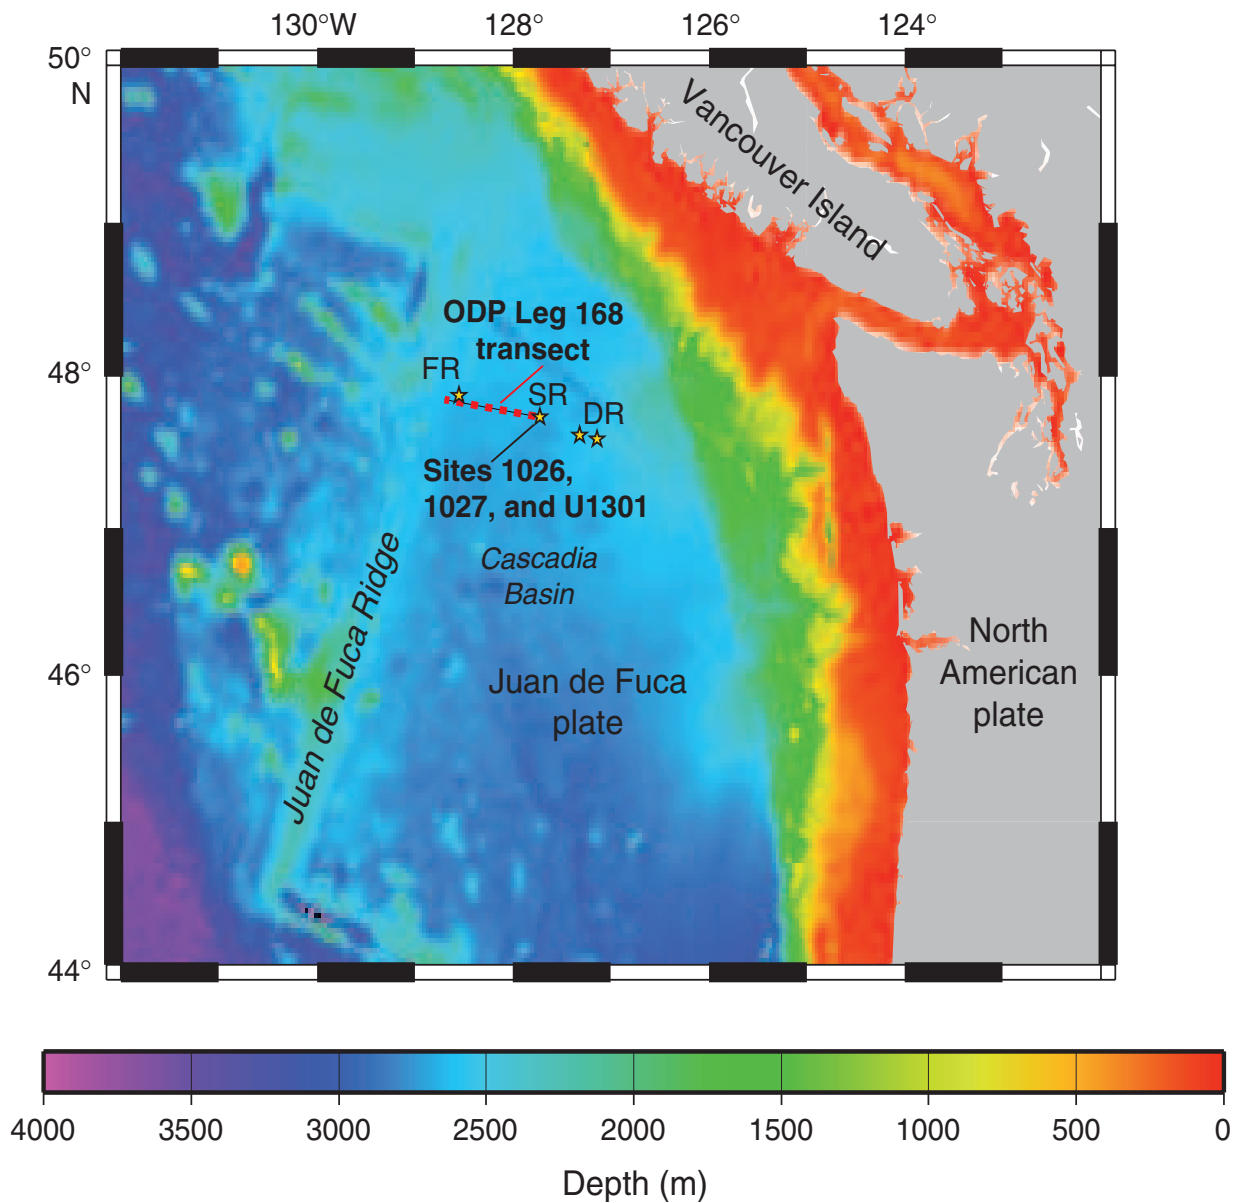 130°W 128° 126° 124°
50°
N
Vancouver Island
ODP Leg 168
transect
48°
FR
SR
DR
Sites 1026,
1027, and U1301
Cascadia
Basin
Juan de Fuca Ridge
46°
Juan de Fuca
plate
North
American
plate
44°
4000 3500 3000 2500 2000 1500 1000 500 0
Depth (m)